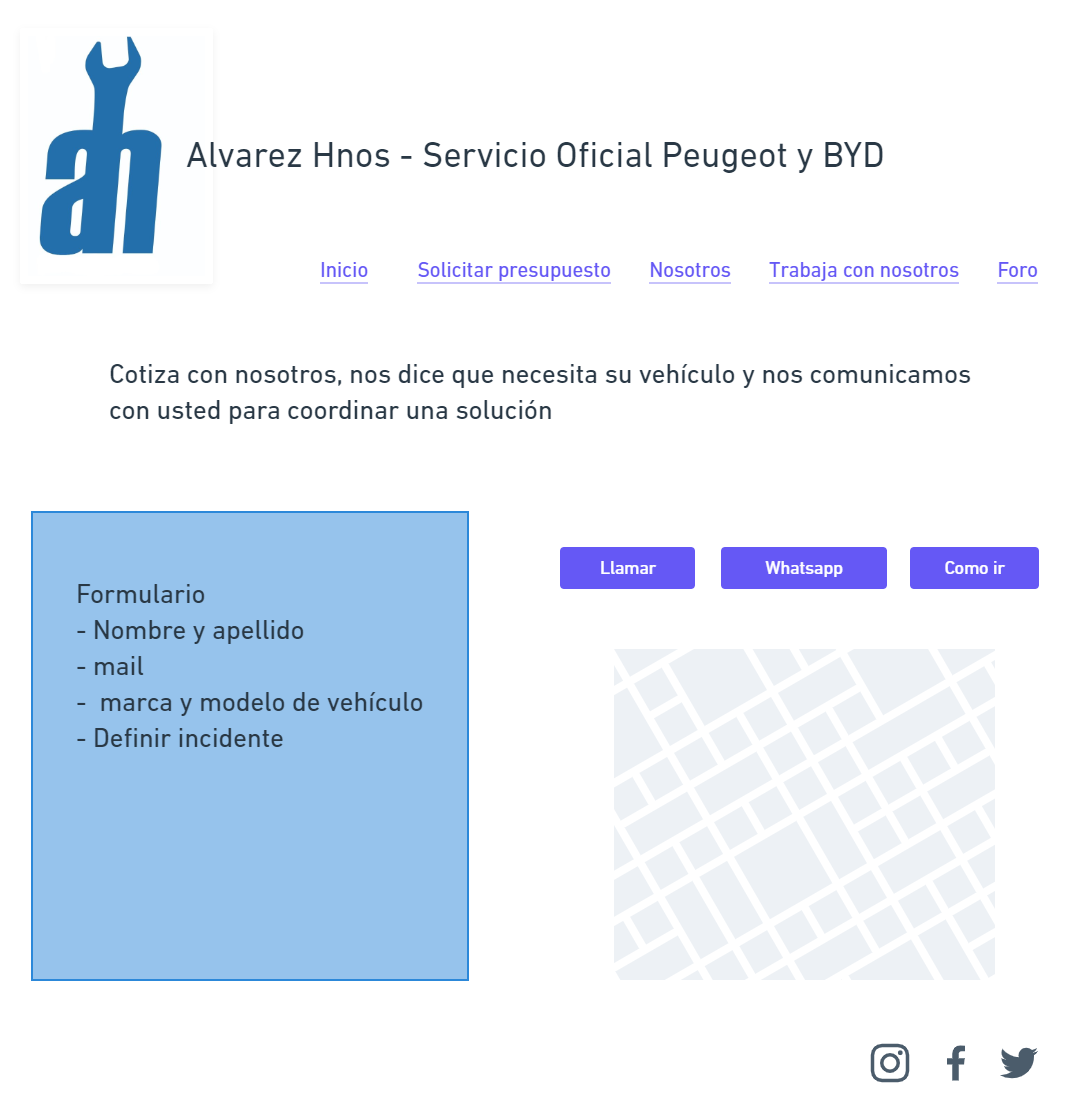 ah
Alvarez Hnos - Servicio Oficial Peugeot y BYD
Inicio Solicitar presupuesto Nosotros Trabaja con nosotros Foro
Cotiza con nosotros, nos dice que necesita su vehículo y nos comunicamos
con usted para coordinar una solución
Formulario
- Nombre y apellido
- mail
-  marca y modelo de vehículo
- Definir incidente
Llamar Whatsapp Como ir